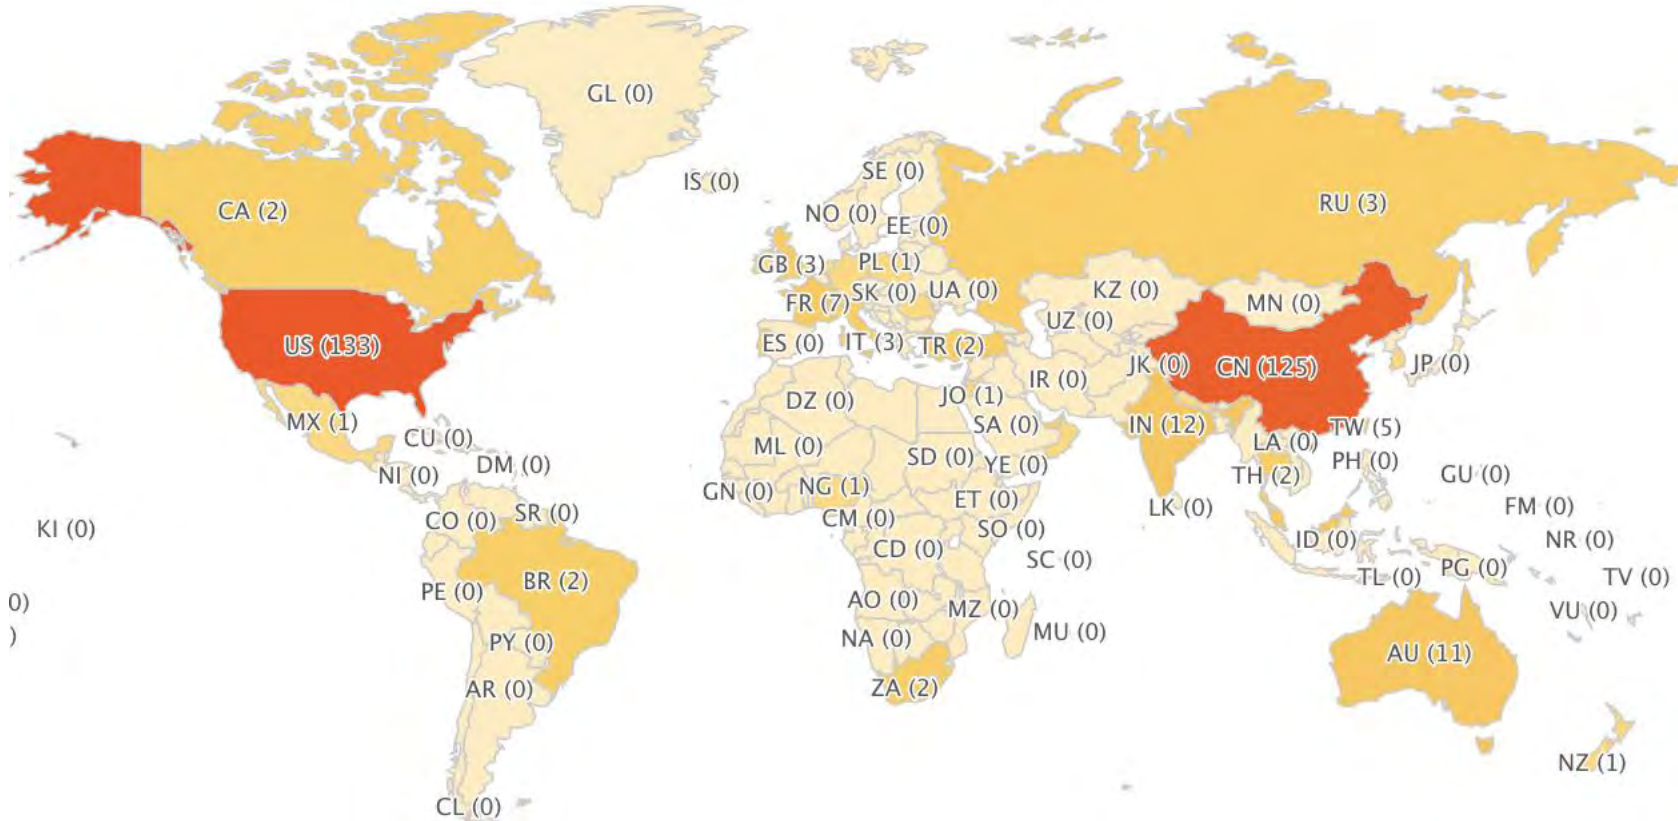 GL (0)
SE (0)
IS (0)
RU (3)
CA (2)
NO (0)
EE (0)
GB (3)
PL (1)
SK (0)
UA (0)
KZ (0)
MN (0)
FR (7)
UZ (0)
US (133)
ES (0)
IT (3)
TR (2)
JK (0)
CN (125)
JP (0)
IR (0)
DZ (0)
JO (1)
MX (1)
SA (0)
IN (12)
TW (5)
CU (0)
ML (0)
LA (0)
SD (0)
PH (0)
DM (0)
YE (0)
NI (0)
TH (2)
GU (0)
GN (0)
NG (1)
ET (0)
LK (0)
FM (0)
CO (0)
SR (0)
CM (0)
SO (0)
KI (0)
CD (0)
ID (0)
NR (0)
SC (0)
PG (0)
TL (0)
TV (0)
BR (2)
PE (0)
AO (0)
0)
MZ (0)
VU (0)
)
MU (0)
NA (0)
PY (0)
AU (11)
AR (0)
ZA (2)
NZ (1)
CL (0)